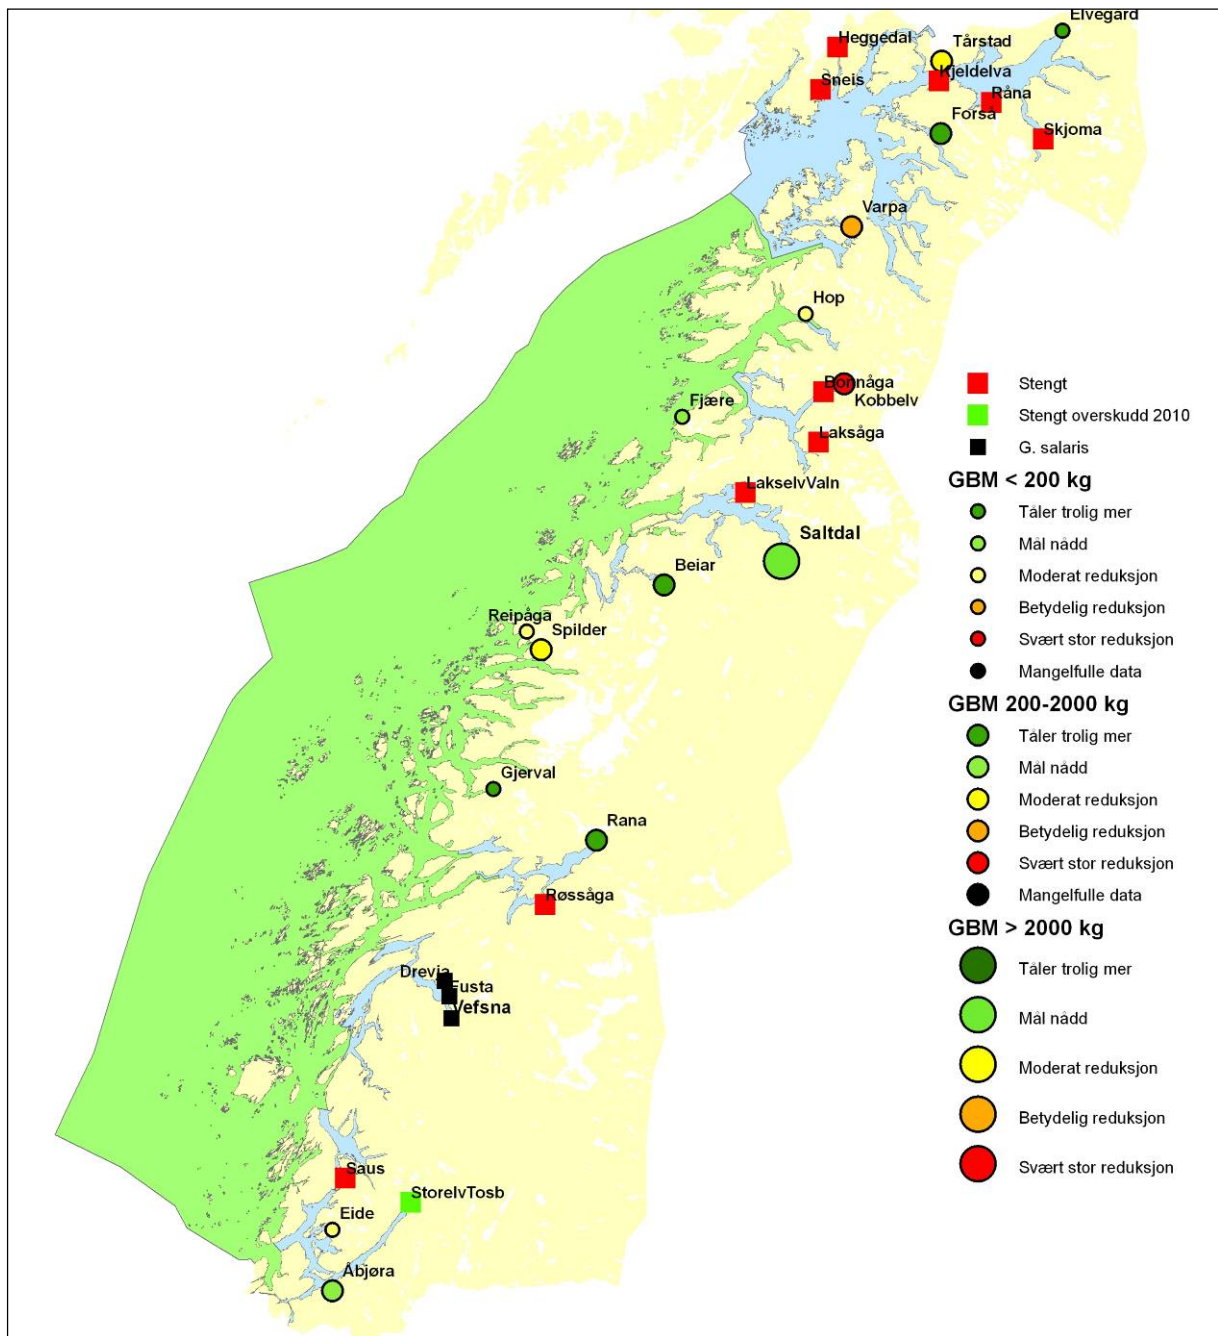 Elvegård
Heggedal
Tårstad
Kjeldelva
Sneis
Råna
Forså
Skjoma
Varpa
Hop
Bonnåga
Kobbelv
Fjære
Laksåga
LakselvValn
Saltdal
Beiar
Reipåga
Spilder
Gjerval
Rana
Røssåga
Drevja
Fusta
Vefsna
Saus
StorelvTosb
Eide
Åbjøra
Stengt
Stengt overskudd 2010
G. salaris
GBM < 200 kg
Tåler trolig mer
Mål nådd
Moderat reduksjon
Betydelig reduksjon
Svært stor reduksjon
Mangelfulle data
GBM 200-2000 kg
Tåler trolig mer
Mål nådd
Moderat reduksjon
Betydelig reduksjon
Svært stor reduksjon
Mangelfulle data
GBM > 2000 kg
Tåler trolig mer
Mål nådd
Moderat reduksjon
Betydelig reduksjon
Svært stor reduksjon